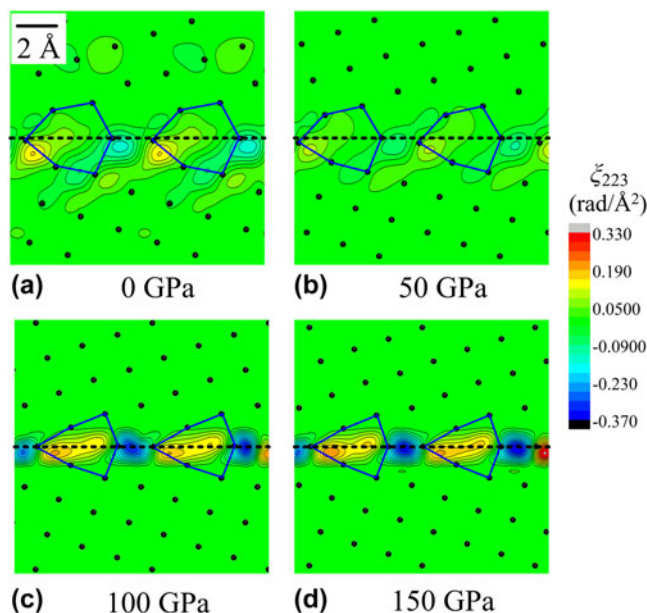 2 Å
(a) 0 GPa
(b) 50 GPa
ξ223
(rad/Å²)
0.330
0.190
0.0500
-0.0900
-0.230
-0.370
(c) 100 GPa
(d) 150 GPa